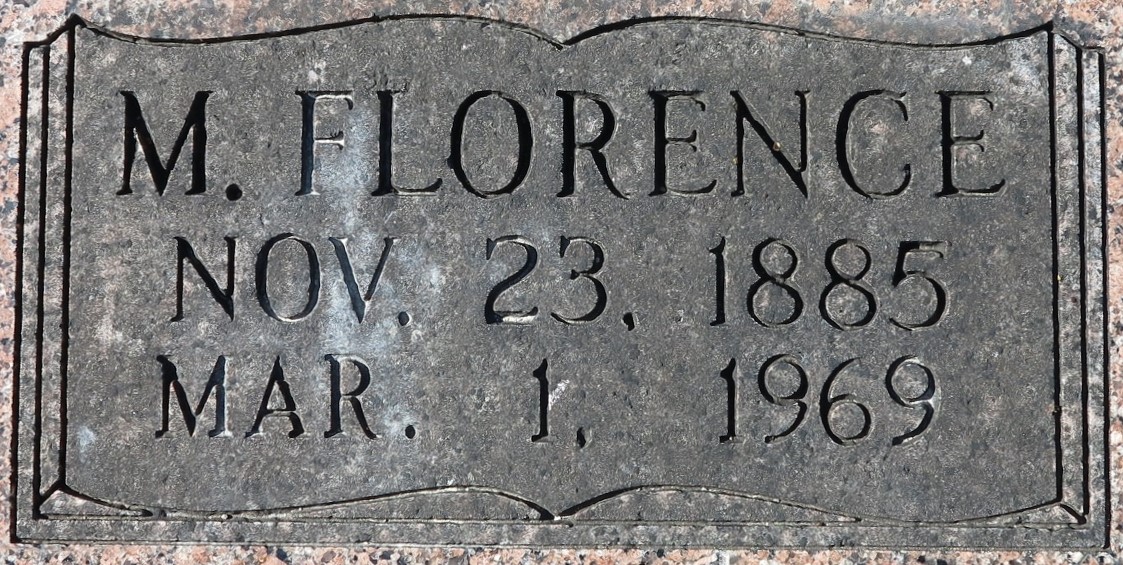 M. FLORENCE
NOV. 23, 1885
MAR. 1, 1969